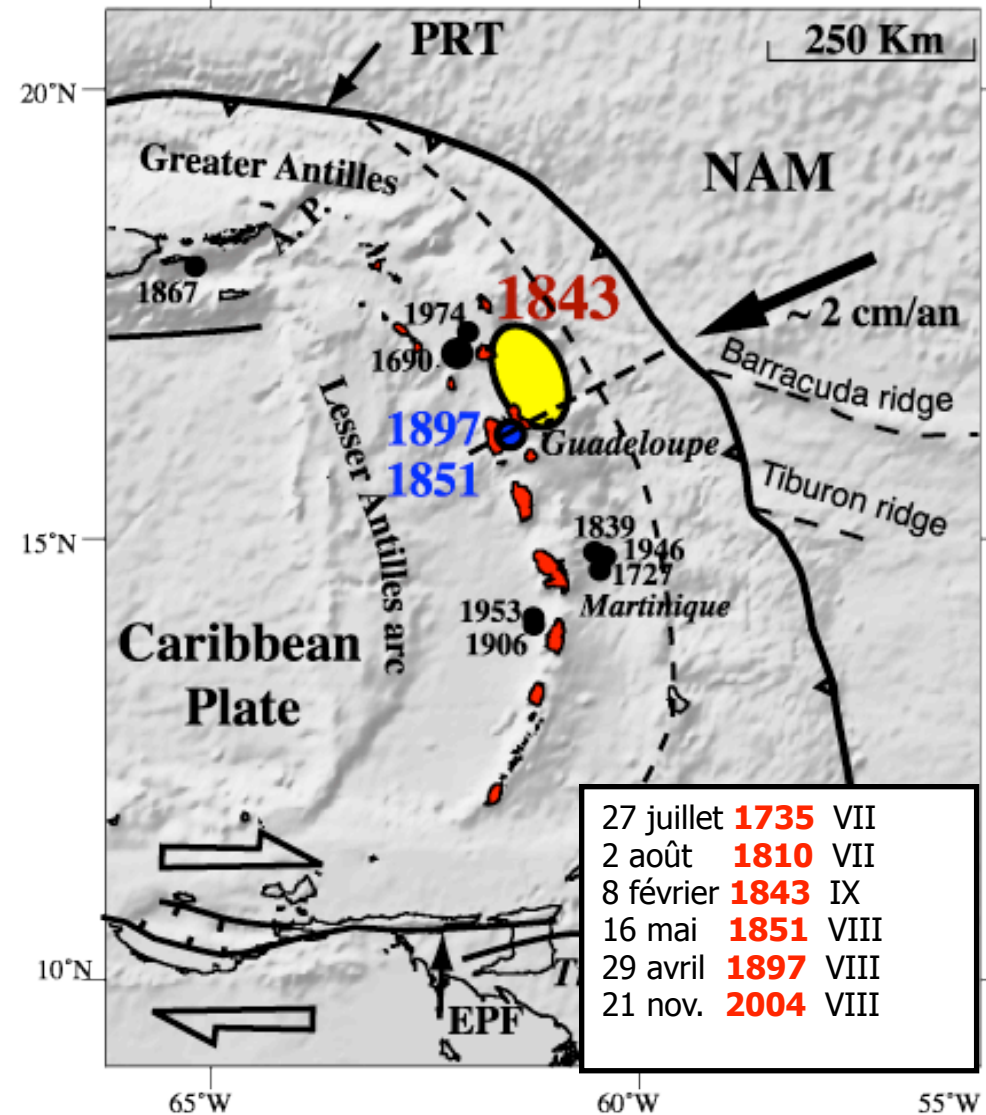 PRT
250 Km
20°N
NAM
Greater Antilles
A. P.
1867
1974
1843
~ 2 cm/an
1690
Barracuda ridge
1897
Guadeloupe
1851
Tiburon ridge
Lesser Antilles arc
15°N
1839
1946
1727
Martinique
1953
1906
Caribbean
Plate
27 juillet 1735 VII
2 août 1810 VII
8 février 1843 IX
16 mai 1851 VIII
29 avril 1897 VIII
21 nov. 2004 VIII
10°N
EPF
65°W
60°W
55°W